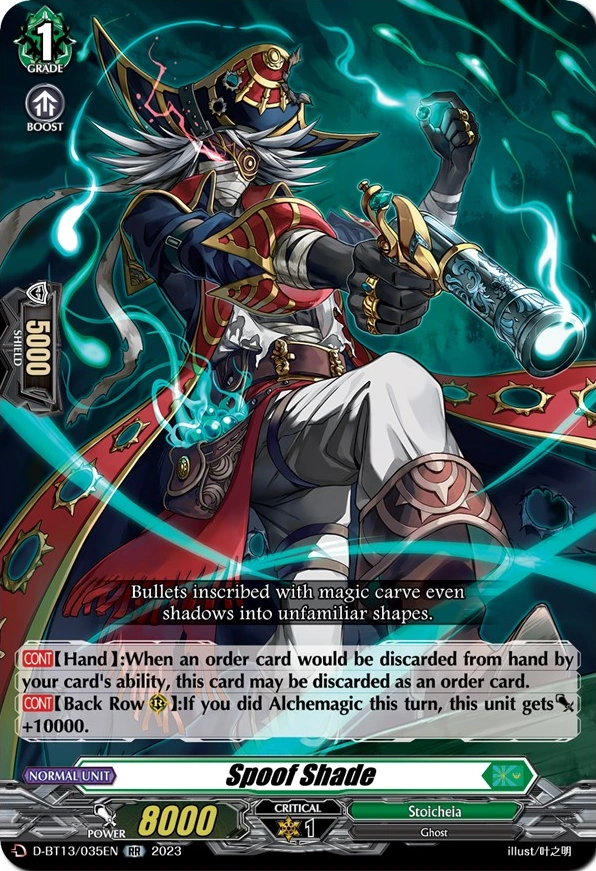 1
GRADE
BOOST
5000
SHIELD
Bullets inscribed with magic carve even
shadows into unfamiliar shapes.
CONT【Hand】:When an order card would be discarded from hand by
your card's ability, this card may be discarded as an order card.
CONT【Back Row R】:If you did Alchemagic this turn, this unit gets
+10000.
NORMAL UNIT
Spoof Shade
POWER 8000
CRITICAL
1
Stoicheia
Ghost
D-BT13/035EN RR 2023
illust/叶之明